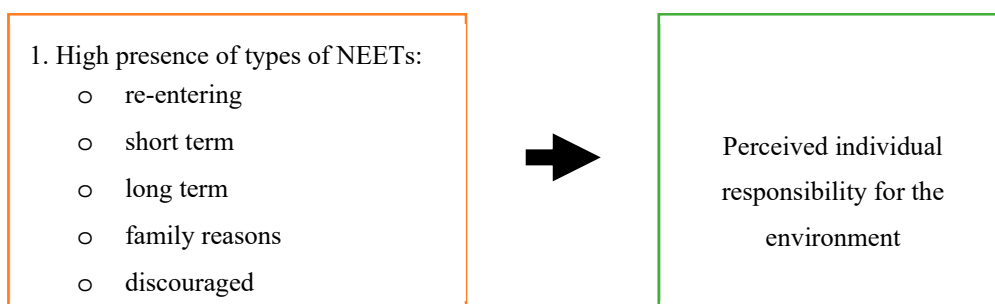 1. High presence of types of NEETs:
o re-entering
o short term
o long term
o family reasons
o discouraged
Perceived individual
responsibility for the
environment